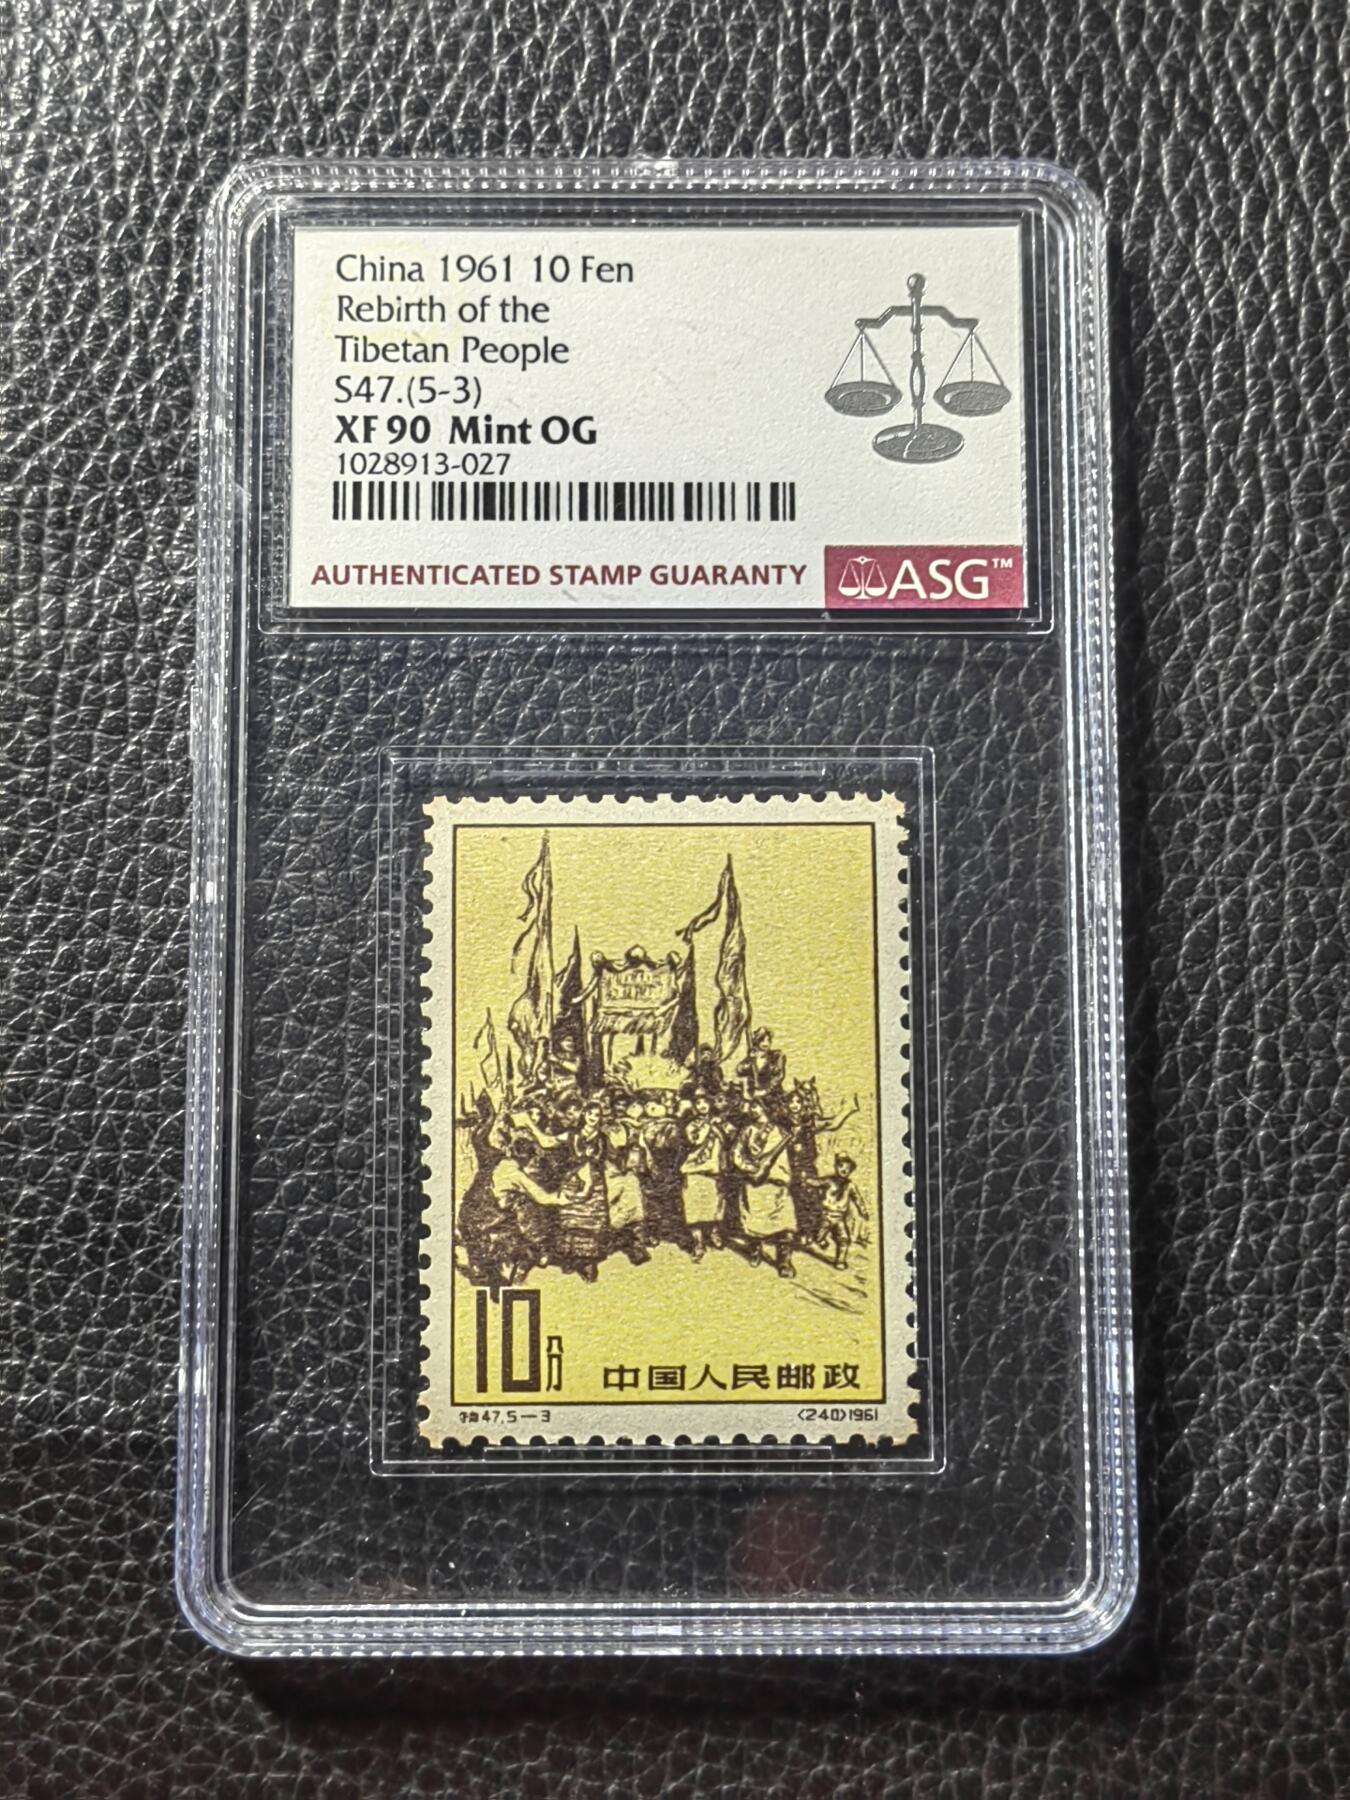 China 1961 10 Fen
Rebirth of the
Tibetan People
S47.(5-3)
XF 90 Mint OG
1028913-027
AUTHENTICATED STAMP GUARANTY
ASG™
10分
中国人民邮政
特47.5—3
(240)1961